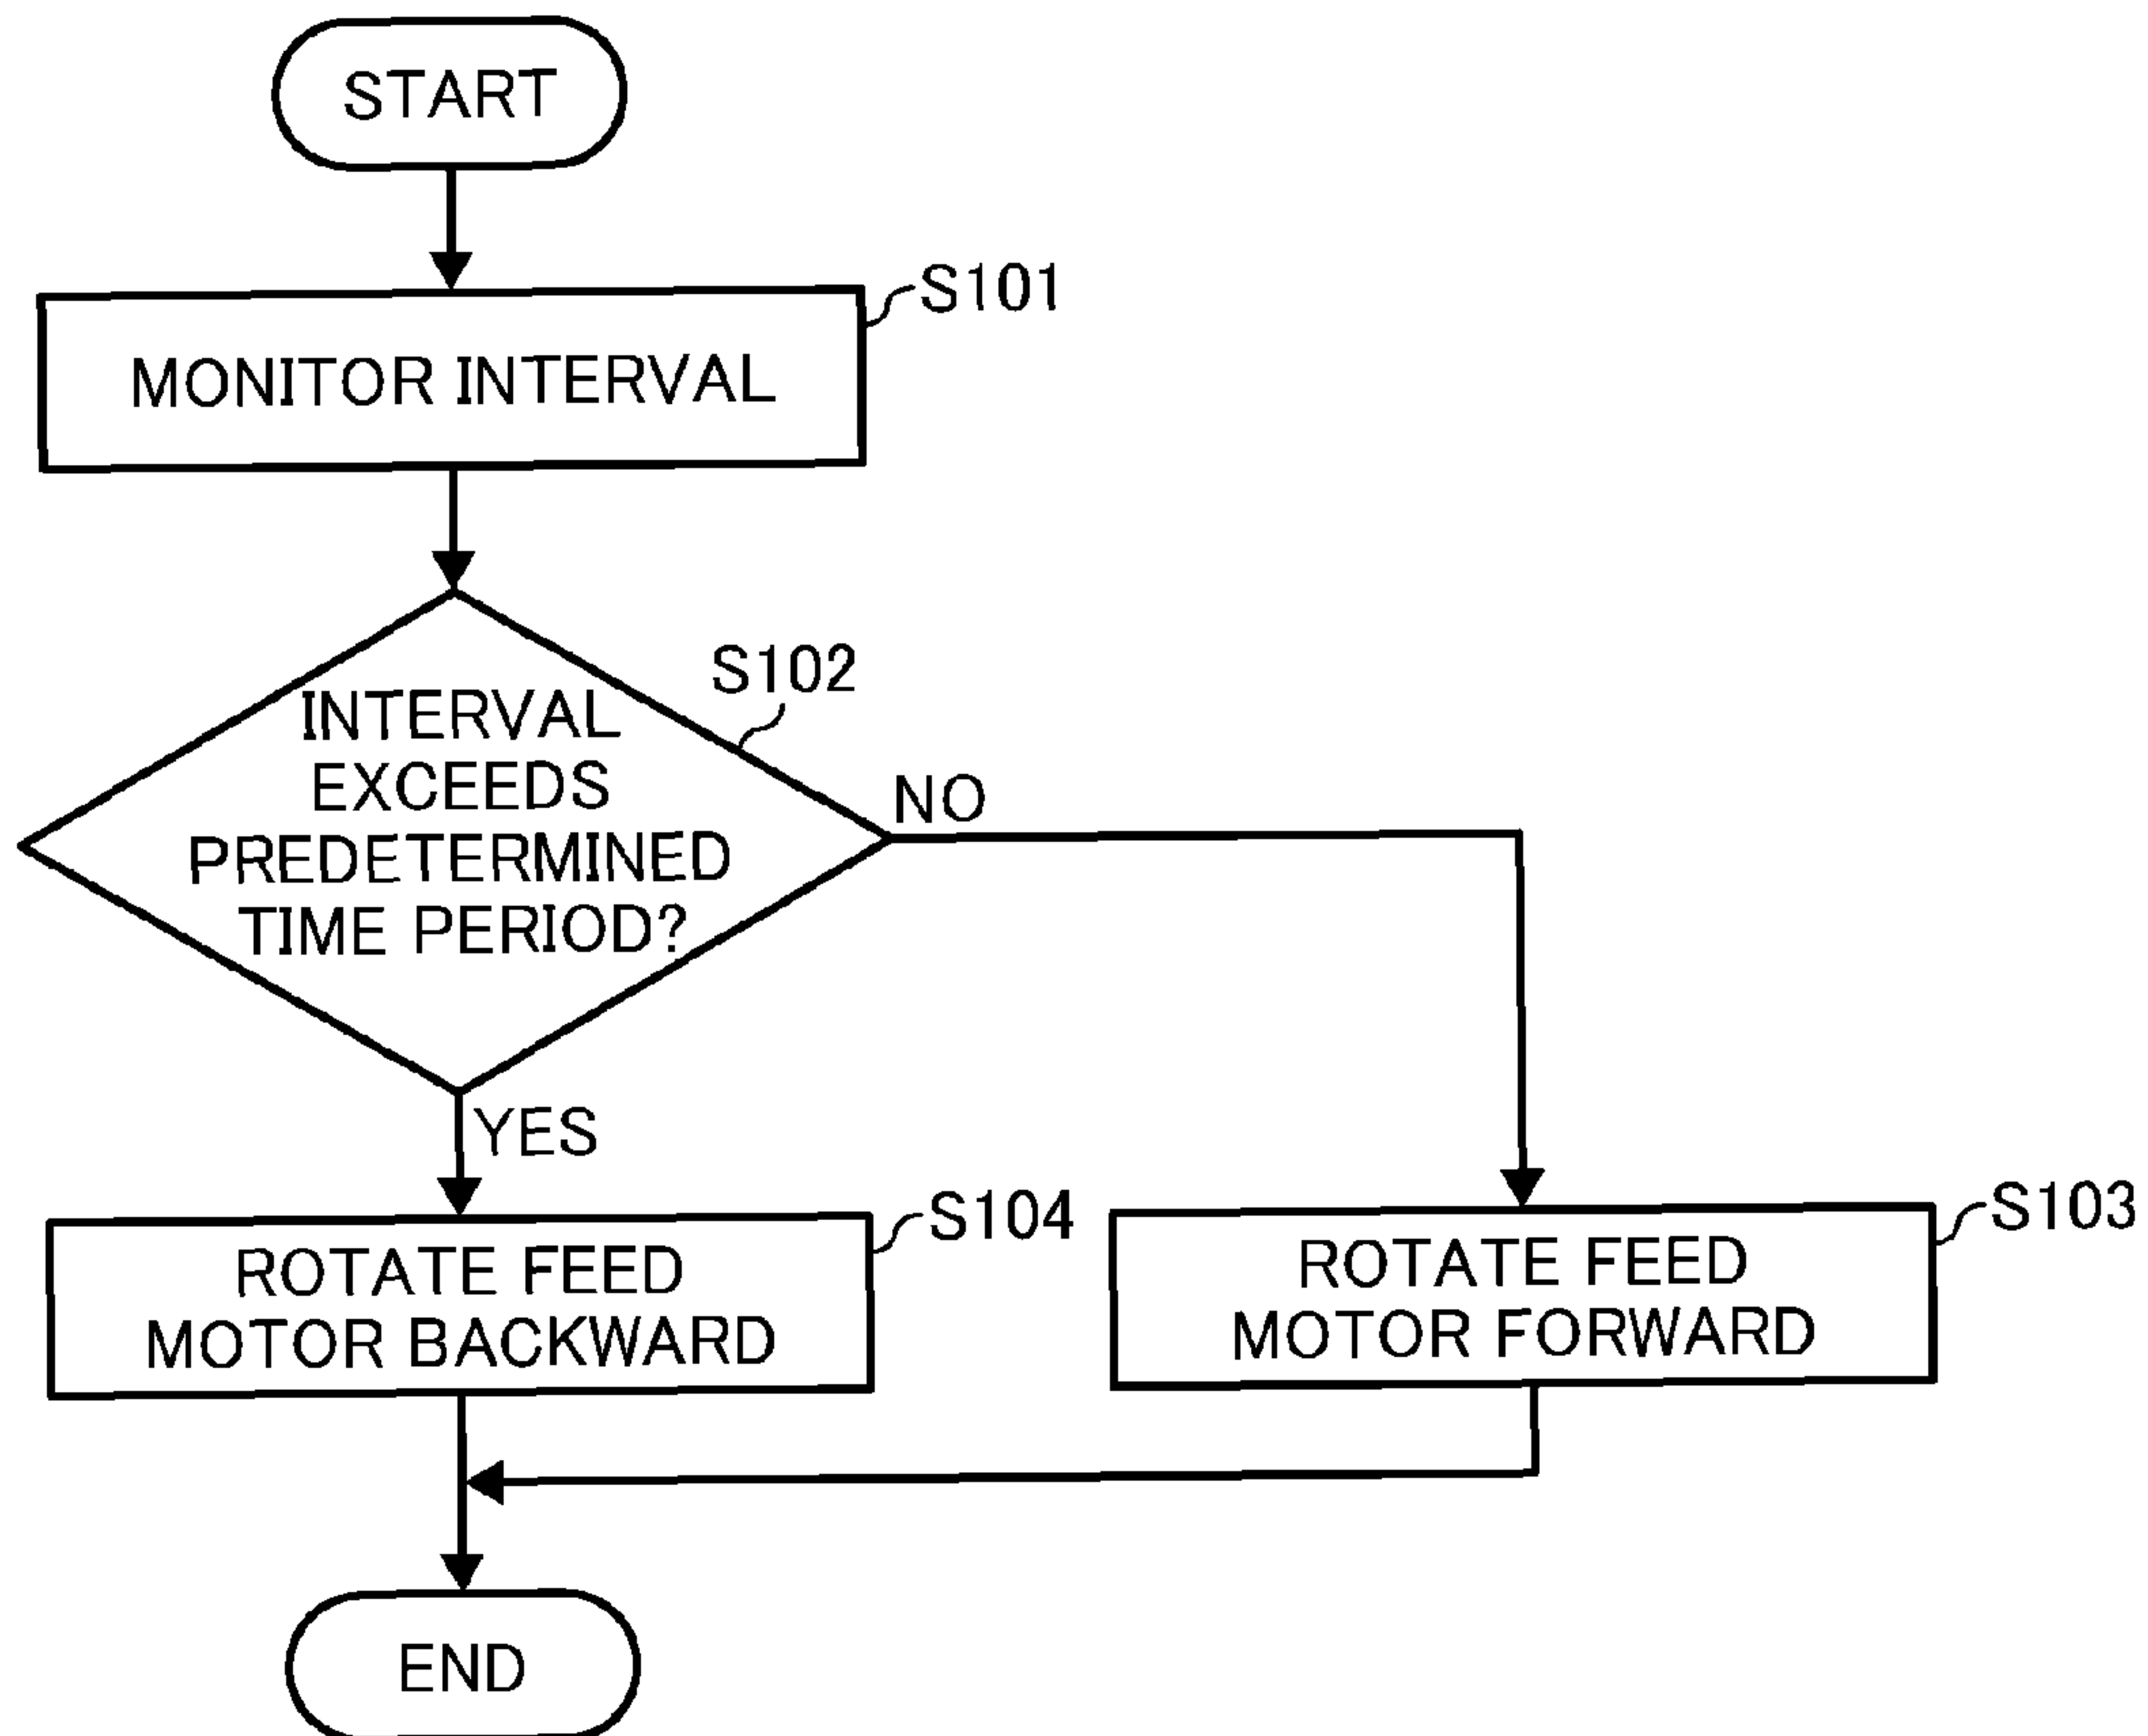 START
S101
MONITOR INTERVAL
S102
INTERVAL
EXCEEDS
PREDETERMINED
TIME PERIOD?
NO
YES
S104
ROTATE FEED
MOTOR BACKWARD
S103
ROTATE FEED
MOTOR FORWARD
END